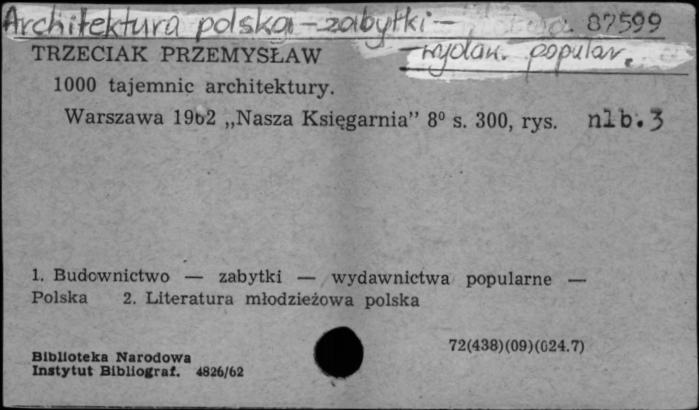 Architektura polska – zabytki – 87599
– wydawn. popular.
TRZECIAK PRZEMYSŁAW
1000 tajemnic architektury.
Warszawa 1962 „Nasza Księgarnia” 8⁰ s. 300, rys. nlb. 3
1. Budownictwo — zabytki — wydawnictwa popularne —
Polska 2. Literatura młodzieżowa polska
72(438)(09)(024.7)
Biblioteka Narodowa
Instytut Bibliograf. 4826/62